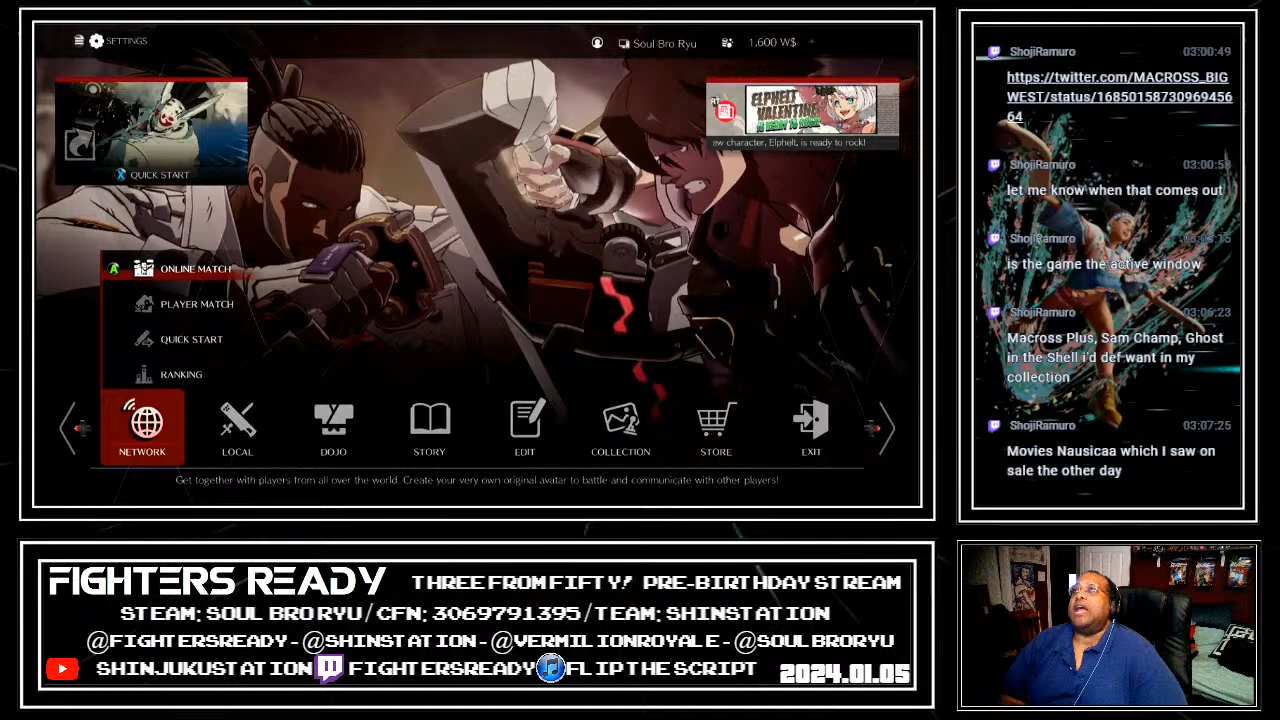 SETTINGS
Soul Bro Ryu
1,600 W$
ELPHELT
VALENTINE
IS READY TO ROCK!
ew character, Elphelt, is ready to rock!
X QUICK START
A ONLINE MATCH
PLAYER MATCH
QUICK START
RANKING
NETWORK
LOCAL
DOJO
STORY
EDIT
COLLECTION
STORE
EXIT
Get together with players from all over the world. Create your very own original avatar to battle and communicate with other players!
ShojiRamuro 03:00:49
https://twitter.com/MACROSS_BIG
WEST/status/16850158730969456
64
ShojiRamuro
let me know when that comes out
ShojiRamuro
is the game the active window
ShojiRamuro 03:06:23
Macross Plus, Sam Champ, Ghost
in the Shell i'd def want in my
collection
ShojiRamuro 03:07:25
Movies Nausicaa which I saw on
sale the other day
FIGHTERS READY THREE FROM FIFTY! PRE-BIRTHDAY STREAM
STEAM: SOUL BRO RYU / CFN: 3069791395 / TEAM: SHINSTATION
@FIGHTERSREADY - @SHINSTATION - @VERMILIONROYALE - @SOULBRORYU
SHINJUKUSTATION FIGHTERSREADY FLIP THE SCRIPT 2024.01.05